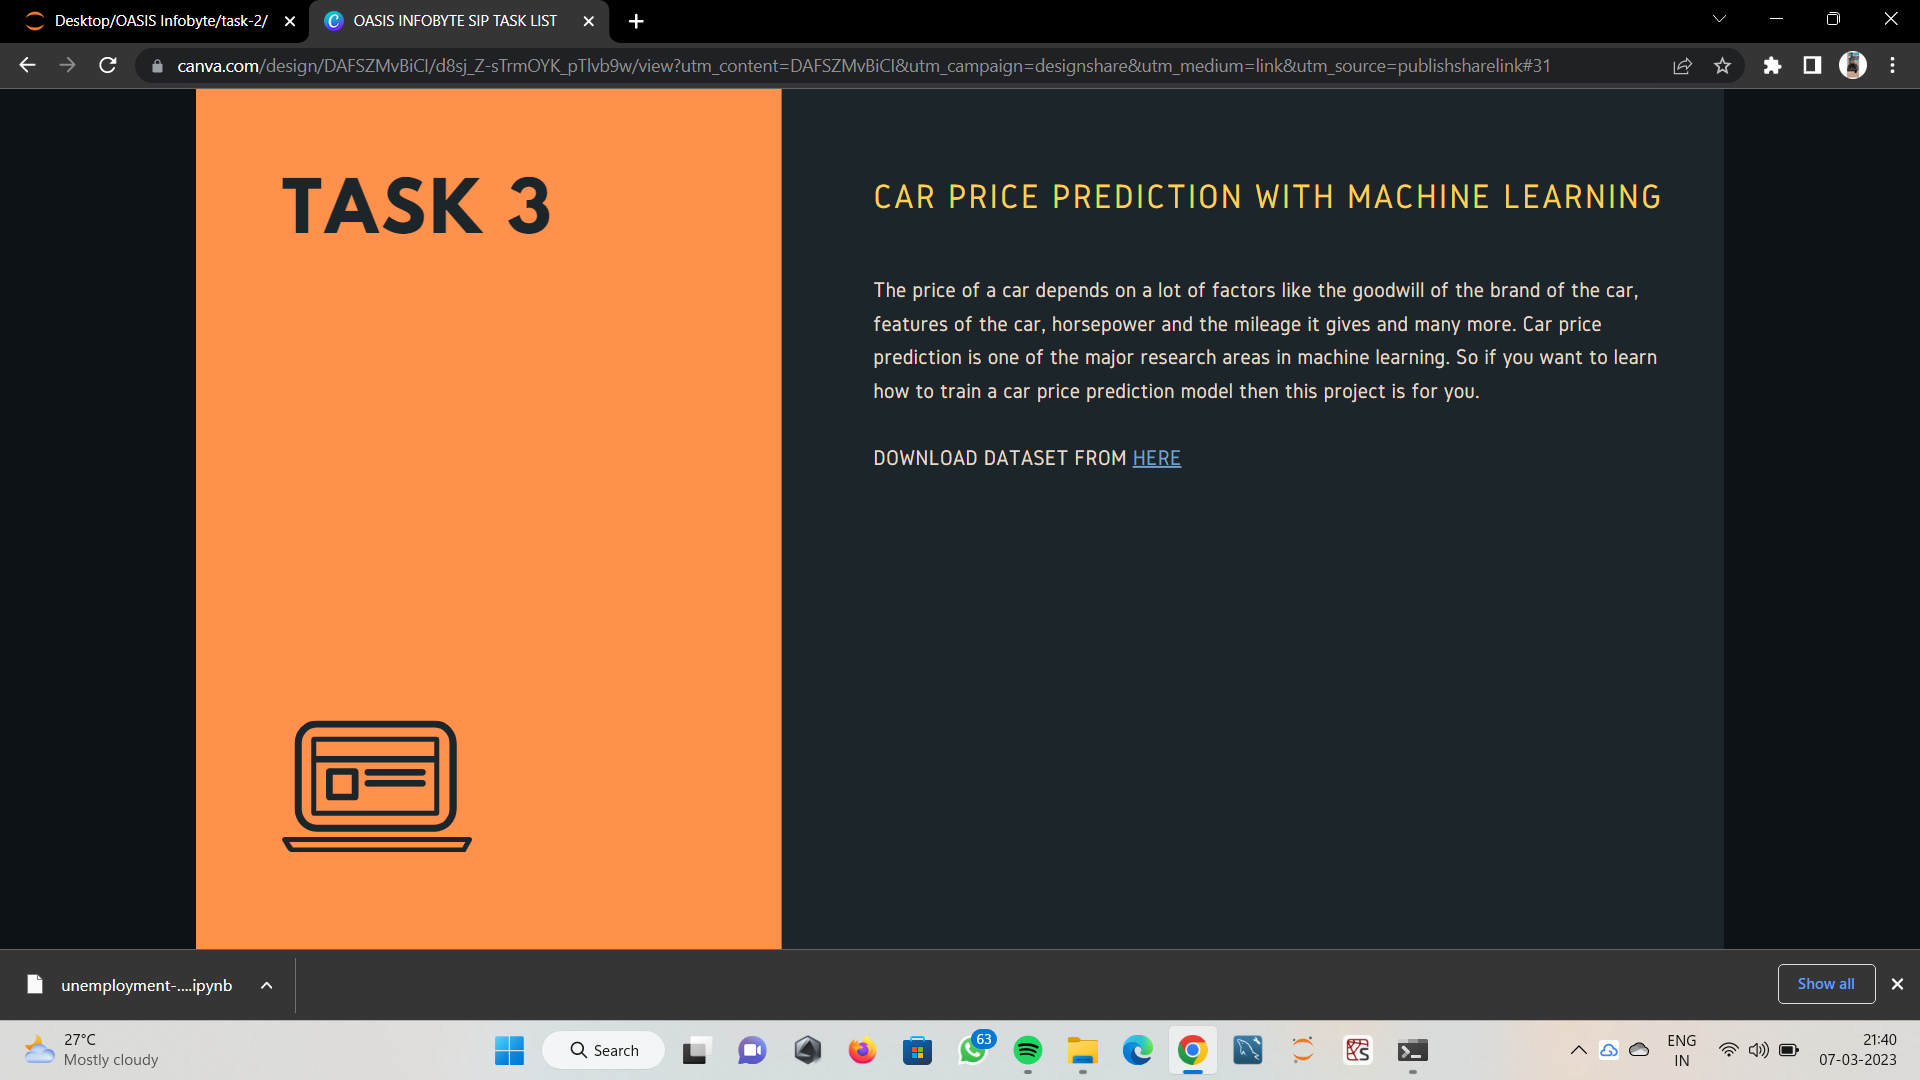 Desktop/OASIS Infobyte/task-2/
OASIS INFOBYTE SIP TASK LIST
canva.com/design/DAFSZMvBiCI/d8sj_Z-sTrmOYK_pTlvb9w/view?utm_content=DAFSZMvBiCI&utm_campaign=designshare&utm_medium=link&utm_source=publishsharelink#31
TASK 3
CAR PRICE PREDICTION WITH MACHINE LEARNING
The price of a car depends on a lot of factors like the goodwill of the brand of the car,
features of the car, horsepower and the mileage it gives and many more. Car price
prediction is one of the major research areas in machine learning. So if you want to learn
how to train a car price prediction model then this project is for you.
DOWNLOAD DATASET FROM HERE
unemployment-....ipynb
Show all
27°C
Mostly cloudy
Search
63
ENG
IN
21:40
07-03-2023